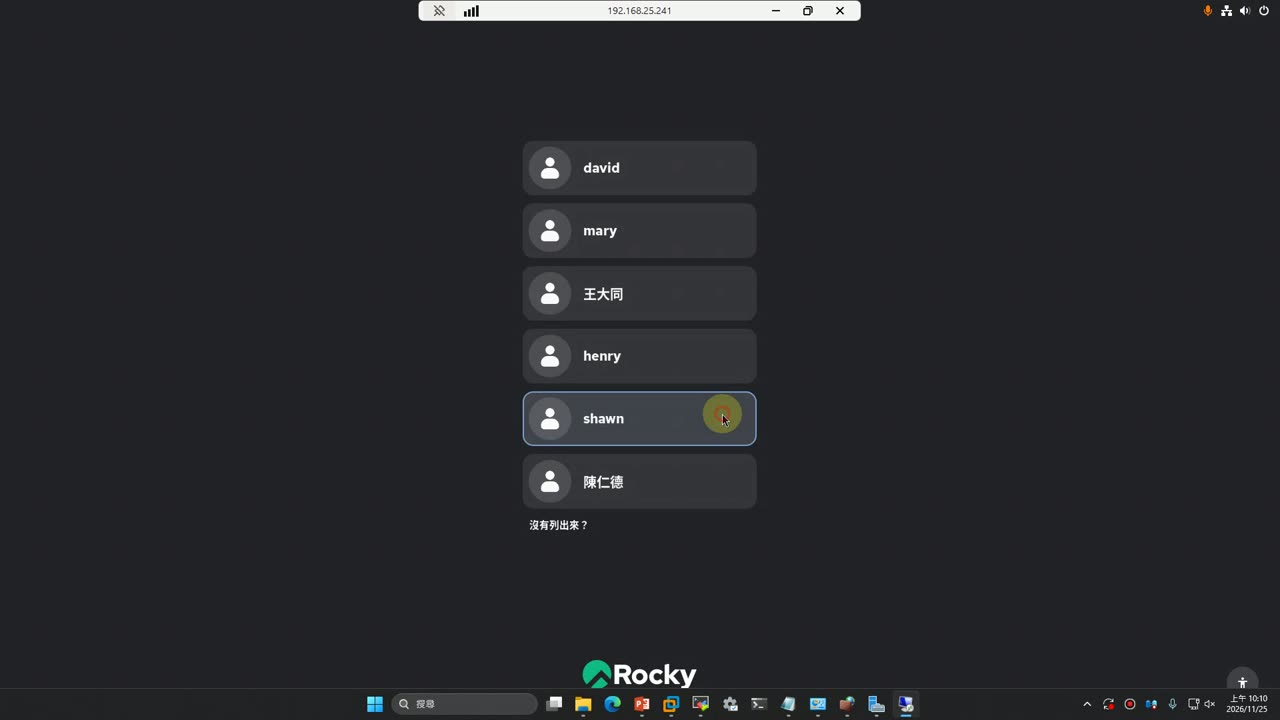 192.168.25.241
david
mary
王大同
henry
shawn
陳仁德
沒有列出來？
Rocky
搜尋
上午 10:10
2026/11/25